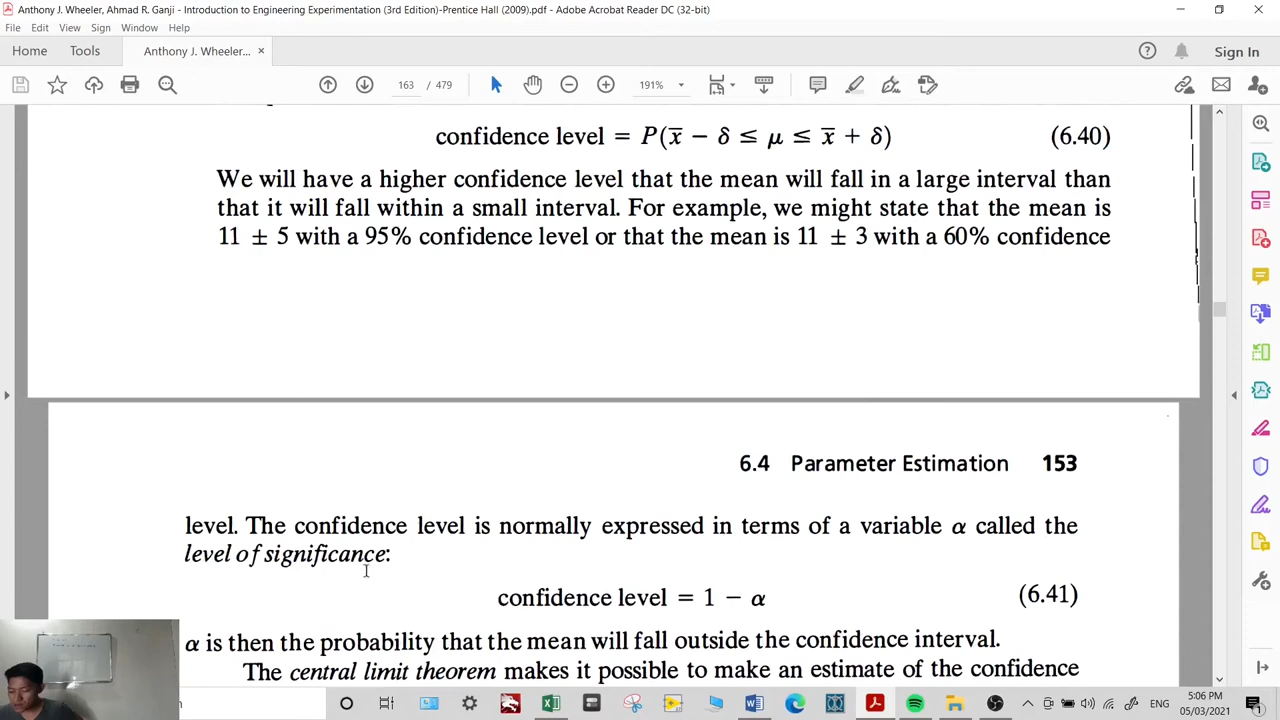 Anthony J. Wheeler, Ahmad R. Ganji - Introduction to Engineering Experimentation (3rd Edition)-Prentice Hall (2009).pdf - Adobe Acrobat Reader DC (32-bit)
File Edit View Sign Window Help
Home Tools Anthony J. Wheeler... × Sign In
163 / 479 191%
confidence level = P(x̅ − δ ≤ μ ≤ x̅ + δ) (6.40)
We will have a higher confidence level that the mean will fall in a large interval than
that it will fall within a small interval. For example, we might state that the mean is
11 ± 5 with a 95% confidence level or that the mean is 11 ± 3 with a 60% confidence
6.4 Parameter Estimation 153
level. The confidence level is normally expressed in terms of a variable α called the
level of significance:
confidence level = 1 − α (6.41)
α is then the probability that the mean will fall outside the confidence interval.
The central limit theorem makes it possible to make an estimate of the confidence
ENG
5:06 PM
05/03/2021